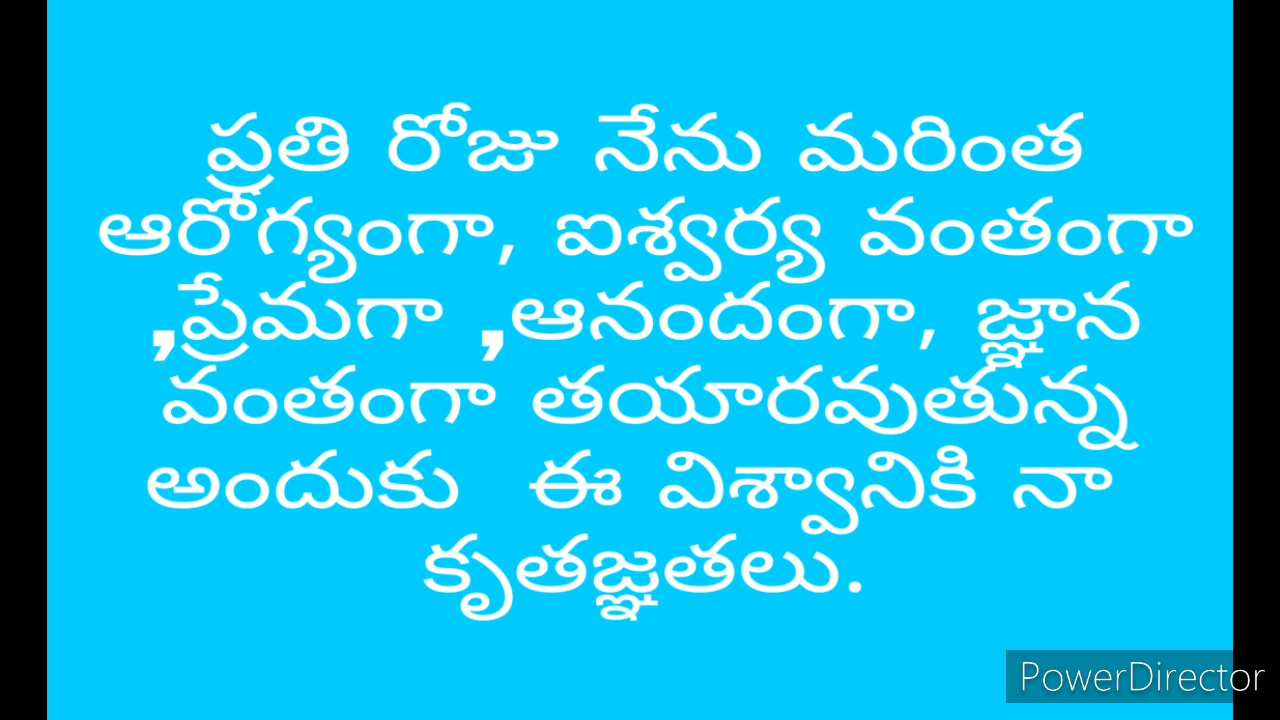 ప్రతి రోజు నేను మరింత
ఆరోగ్యంగా, ఐశ్వర్య వంతంగా
,ప్రేమగా ,ఆనందంగా, జ్ఞాన
వంతంగా తయారవుతున్న
అందుకు  ఈ విశ్వానికి నా
కృతజ్ఞతలు.
PowerDirector